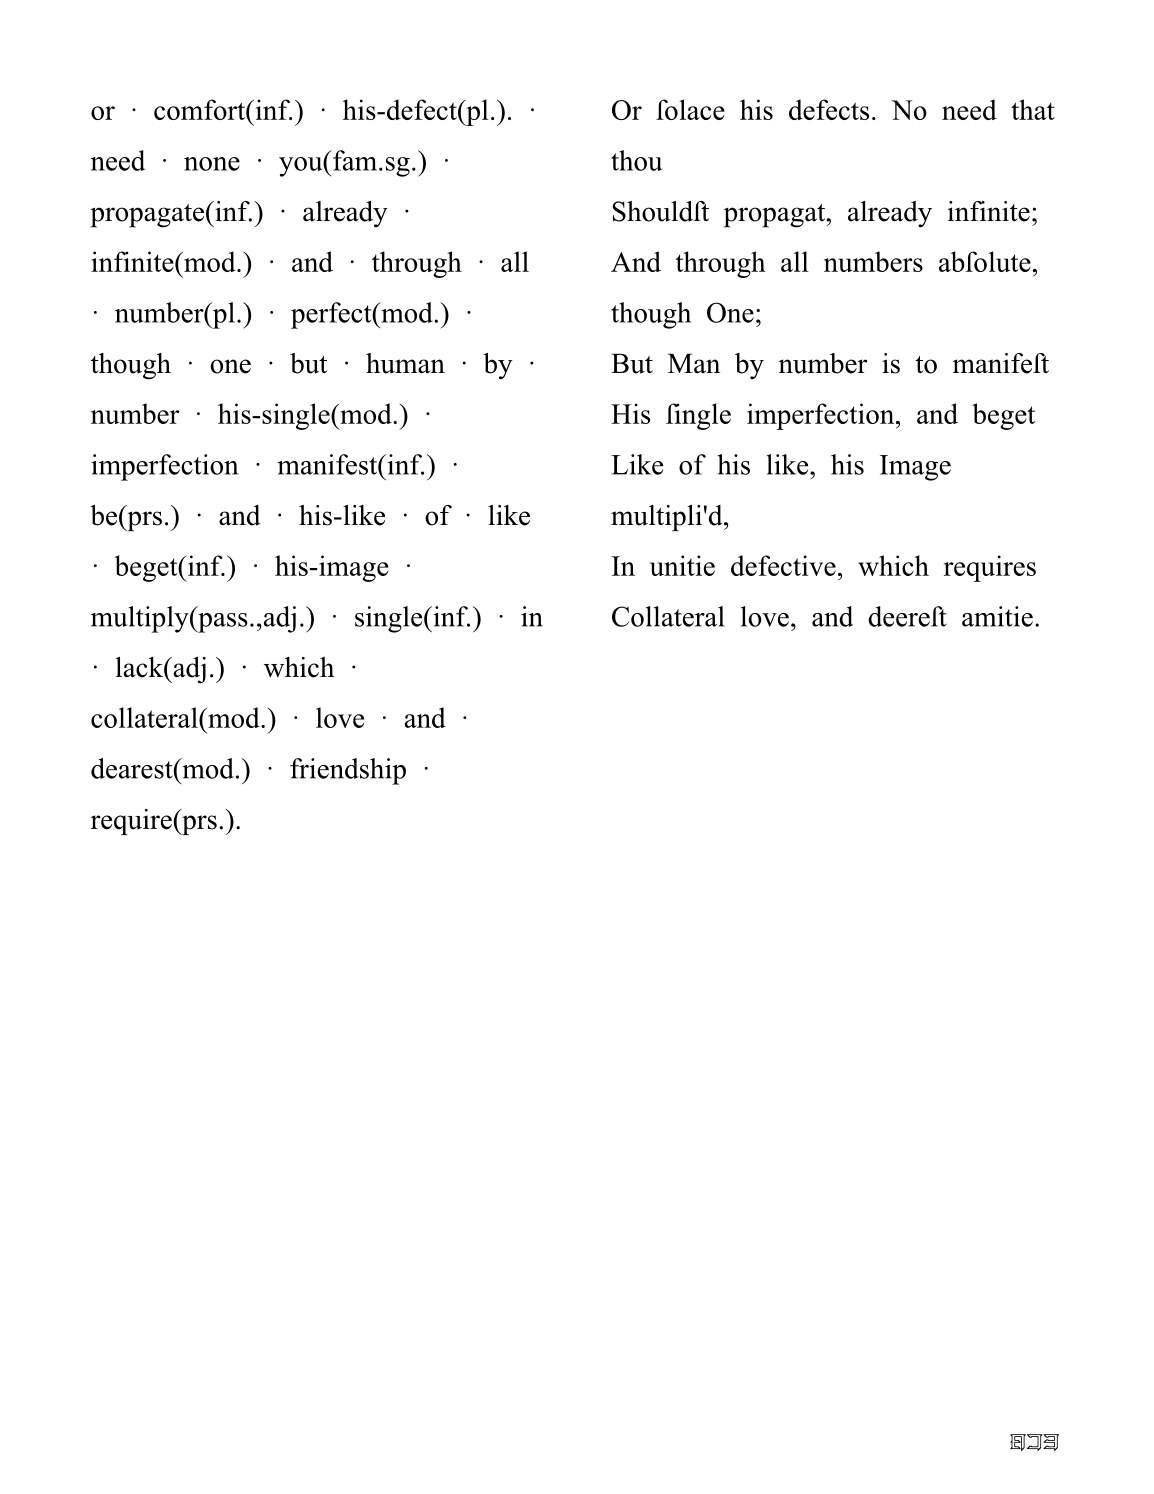 or · comfort(inf.) · his-defect(pl.). ·
need · none · you(fam.sg.) ·
propagate(inf.) · already ·
infinite(mod.) · and · through · all
· number(pl.) · perfect(mod.) ·
though · one · but · human · by ·
number · his-single(mod.) ·
imperfection · manifest(inf.) ·
be(prs.) · and · his-like · of · like
· beget(inf.) · his-image ·
multiply(pass.,adj.) · single(inf.) · in
· lack(adj.) · which ·
collateral(mod.) · love · and ·
dearest(mod.) · friendship ·
require(prs.).
Or ſolace his defects. No need that
thou
Shouldſt propagat, already infinite;
And through all numbers abſolute,
though One;
But Man by number is to manifeſt
His ſingle imperfection, and beget
Like of his like, his Image
multipli'd,
In unitie defective, which requires
Collateral love, and deereſt amitie.